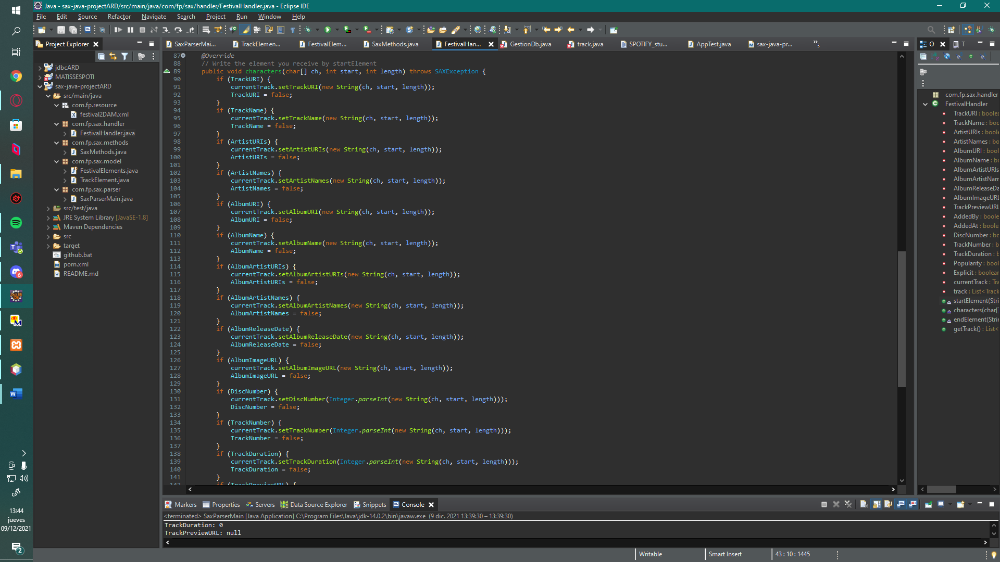 Java - sax-java-projectARD/src/main/java/com/fp/sax/handler/FestivalHandler.java - Eclipse IDE
File Edit Source Refactor Navigate Search Project Run Window Help
Project Explorer
SaxParserMai...
TrackElemen...
FestivalElem...
SaxMethods.java
FestivalHan...
GestionDb.java
track.java
SPOTIFY_stu...
AppTest.java
sax-java-pr...
5
O
T
jdbcARD
MATISSESPOTI
sax-java-projectARD
src/main/java
com.fp.resource
festival2DAM.xml
com.fp.sax.handler
FestivalHandler.java
com.fp.sax.methods
SaxMethods.java
com.fp.sax.model
FestivalElements.java
TrackElement.java
com.fp.sax.parser
SaxParserMain.java
src/test/java
JRE System Library [JavaSE-1.8]
Maven Dependencies
src
target
github.bat
pom.xml
README.md
87 @Override
88 // Write the element you receive by startElement
89 public void characters(char[] ch, int start, int length) throws SAXException {
90 if (TrackURI) {
91 currentTrack.setTrackURI(new String(ch, start, length));
92 TrackURI = false;
93 }
94 if (TrackName) {
95 currentTrack.setTrackName(new String(ch, start, length));
96 TrackName = false;
97 }
98 if (ArtistURIs) {
99 currentTrack.setArtistURIs(new String(ch, start, length));
100 ArtistURIs = false;
101 }
102 if (ArtistNames) {
103 currentTrack.setArtistNames(new String(ch, start, length));
104 ArtistNames = false;
105 }
106 if (AlbumURI) {
107 currentTrack.setAlbumURI(new String(ch, start, length));
108 AlbumURI = false;
109 }
110 if (AlbumName) {
111 currentTrack.setAlbumName(new String(ch, start, length));
112 AlbumName = false;
113 }
114 if (AlbumArtistURIs) {
115 currentTrack.setAlbumArtistURIs(new String(ch, start, length));
116 AlbumArtistURIs = false;
117 }
118 if (AlbumArtistNames) {
119 currentTrack.setAlbumArtistNames(new String(ch, start, length));
120 AlbumArtistNames = false;
121 }
122 if (AlbumReleaseDate) {
123 currentTrack.setAlbumReleaseDate(new String(ch, start, length));
124 AlbumReleaseDate = false;
125 }
126 if (AlbumImageURL) {
127 currentTrack.setAlbumImageURL(new String(ch, start, length));
128 AlbumImageURL = false;
129 }
130 if (DiscNumber) {
131 currentTrack.setDiscNumber(Integer.parseInt(new String(ch, start, length)));
132 DiscNumber = false;
133 }
134 if (TrackNumber) {
135 currentTrack.setTrackNumber(Integer.parseInt(new String(ch, start, length)));
136 TrackNumber = false;
137 }
138 if (TrackDuration) {
139 currentTrack.setTrackDuration(Integer.parseInt(new String(ch, start, length)));
140 TrackDuration = false;
141 }
142 if (TrackPreviewURL) {
com.fp.sax.handler
FestivalHandler
TrackURI : boolea
TrackName : boo
ArtistURIs : boole
ArtistNames : bo
AlbumURI : bool
AlbumName : bo
AlbumArtistURIs
AlbumArtistNam
AlbumReleaseDa
AlbumImageURL
TrackPreviewURL
AddedBy : boole
AddedAt : boole
DiscNumber : bo
TrackNumber : b
TrackDuration : b
Popularity : bool
Explicit : boolean
currentTrack : Tra
track : List<Track
startElement(Stri
characters(char[]
endElement(Strin
getTrack() : List<
Markers Properties Servers Data Source Explorer Snippets Console
<terminated> SaxParserMain [Java Application] C:\Program Files\Java\jdk-14.0.2\bin\javaw.exe (9 dic. 2021 13:39:30 – 13:39:30)
TrackDuration: 0
TrackPreviewURL: null
Writable
Smart Insert
43 : 10 : 1445
13:44
jueves
09/12/2021
2